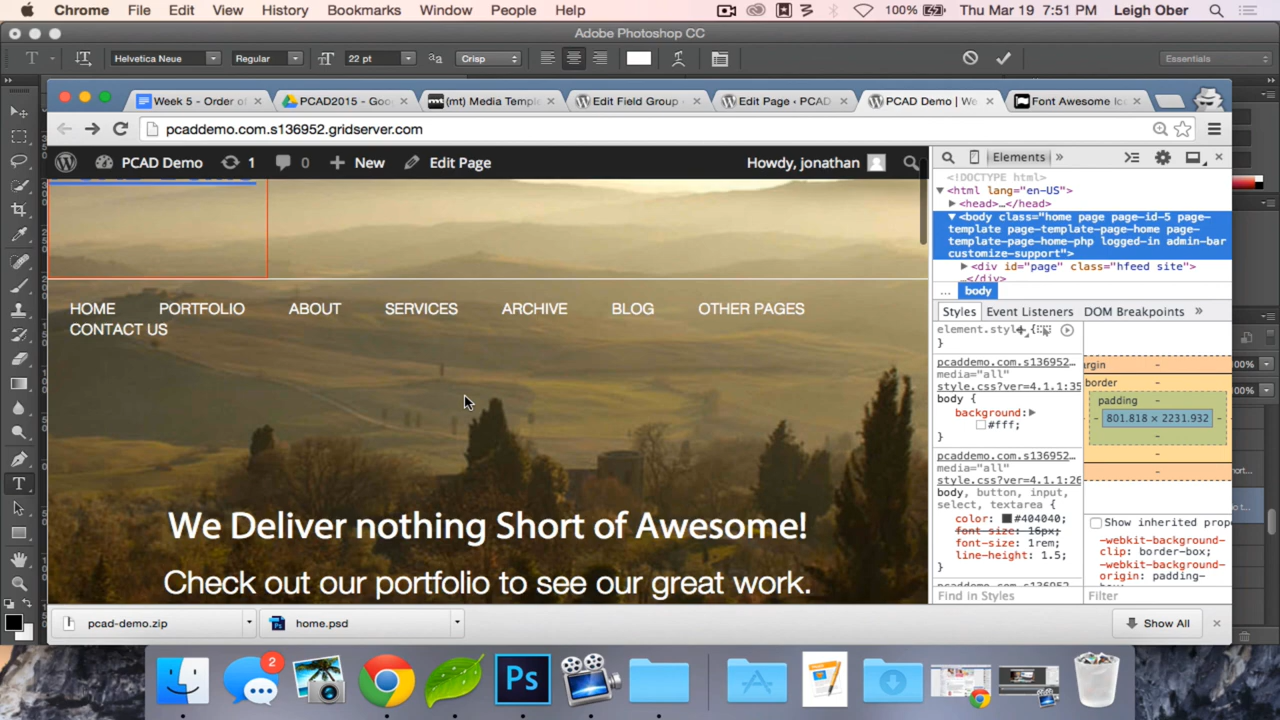 Chrome File Edit View History Bookmarks Window People Help 100% Thu Mar 19 7:51 PM Leigh Ober
Adobe Photoshop CC
T Helvetica Neue Regular 22 pt aa Crisp Essentials
Week 5 - Order of PCAD2015 - Goo (mt) Media Temple Edit Field Group Edit Page ‹ PCAD PCAD Demo | We Font Awesome Ic
pcaddemo.com.s136952.gridserver.com
PCAD Demo 1 0 + New Edit Page Howdy, jonathan
HOME PORTFOLIO ABOUT SERVICES ARCHIVE BLOG OTHER PAGES
CONTACT US
We Deliver nothing Short of Awesome!
Check out our portfolio to see our great work.
Elements »
<!DOCTYPE html>
<html lang="en-US">
<head>…</head>
<body class="home page page-id-5 page-
template page-template-page-home page-
template-page-home-php logged-in admin-bar
customize-support">
<div id="page" class="hfeed site">
…</div>
... body
Styles Event Listeners DOM Breakpoints »
element.styl {
}
pcaddemo.com.s136952…
media="all"
style.css?ver=4.1.1:35
body {
background:
#fff;
}
pcaddemo.com.s136952…
media="all"
style.css?ver=4.1.1:26
body, button, input,
select, textarea {
color: #404040;
font-size: 16px;
font-size: 1rem;
line-height: 1.5;
}
Find in Styles
argin -
border -
padding -
- 801.818 × 2231.932 -
-
-
-
Show inherited prope
-webkit-background-
clip: border-box;
-webkit-background-
origin: padding-
Filter
pcad-demo.zip home.psd Show All
2
Ps